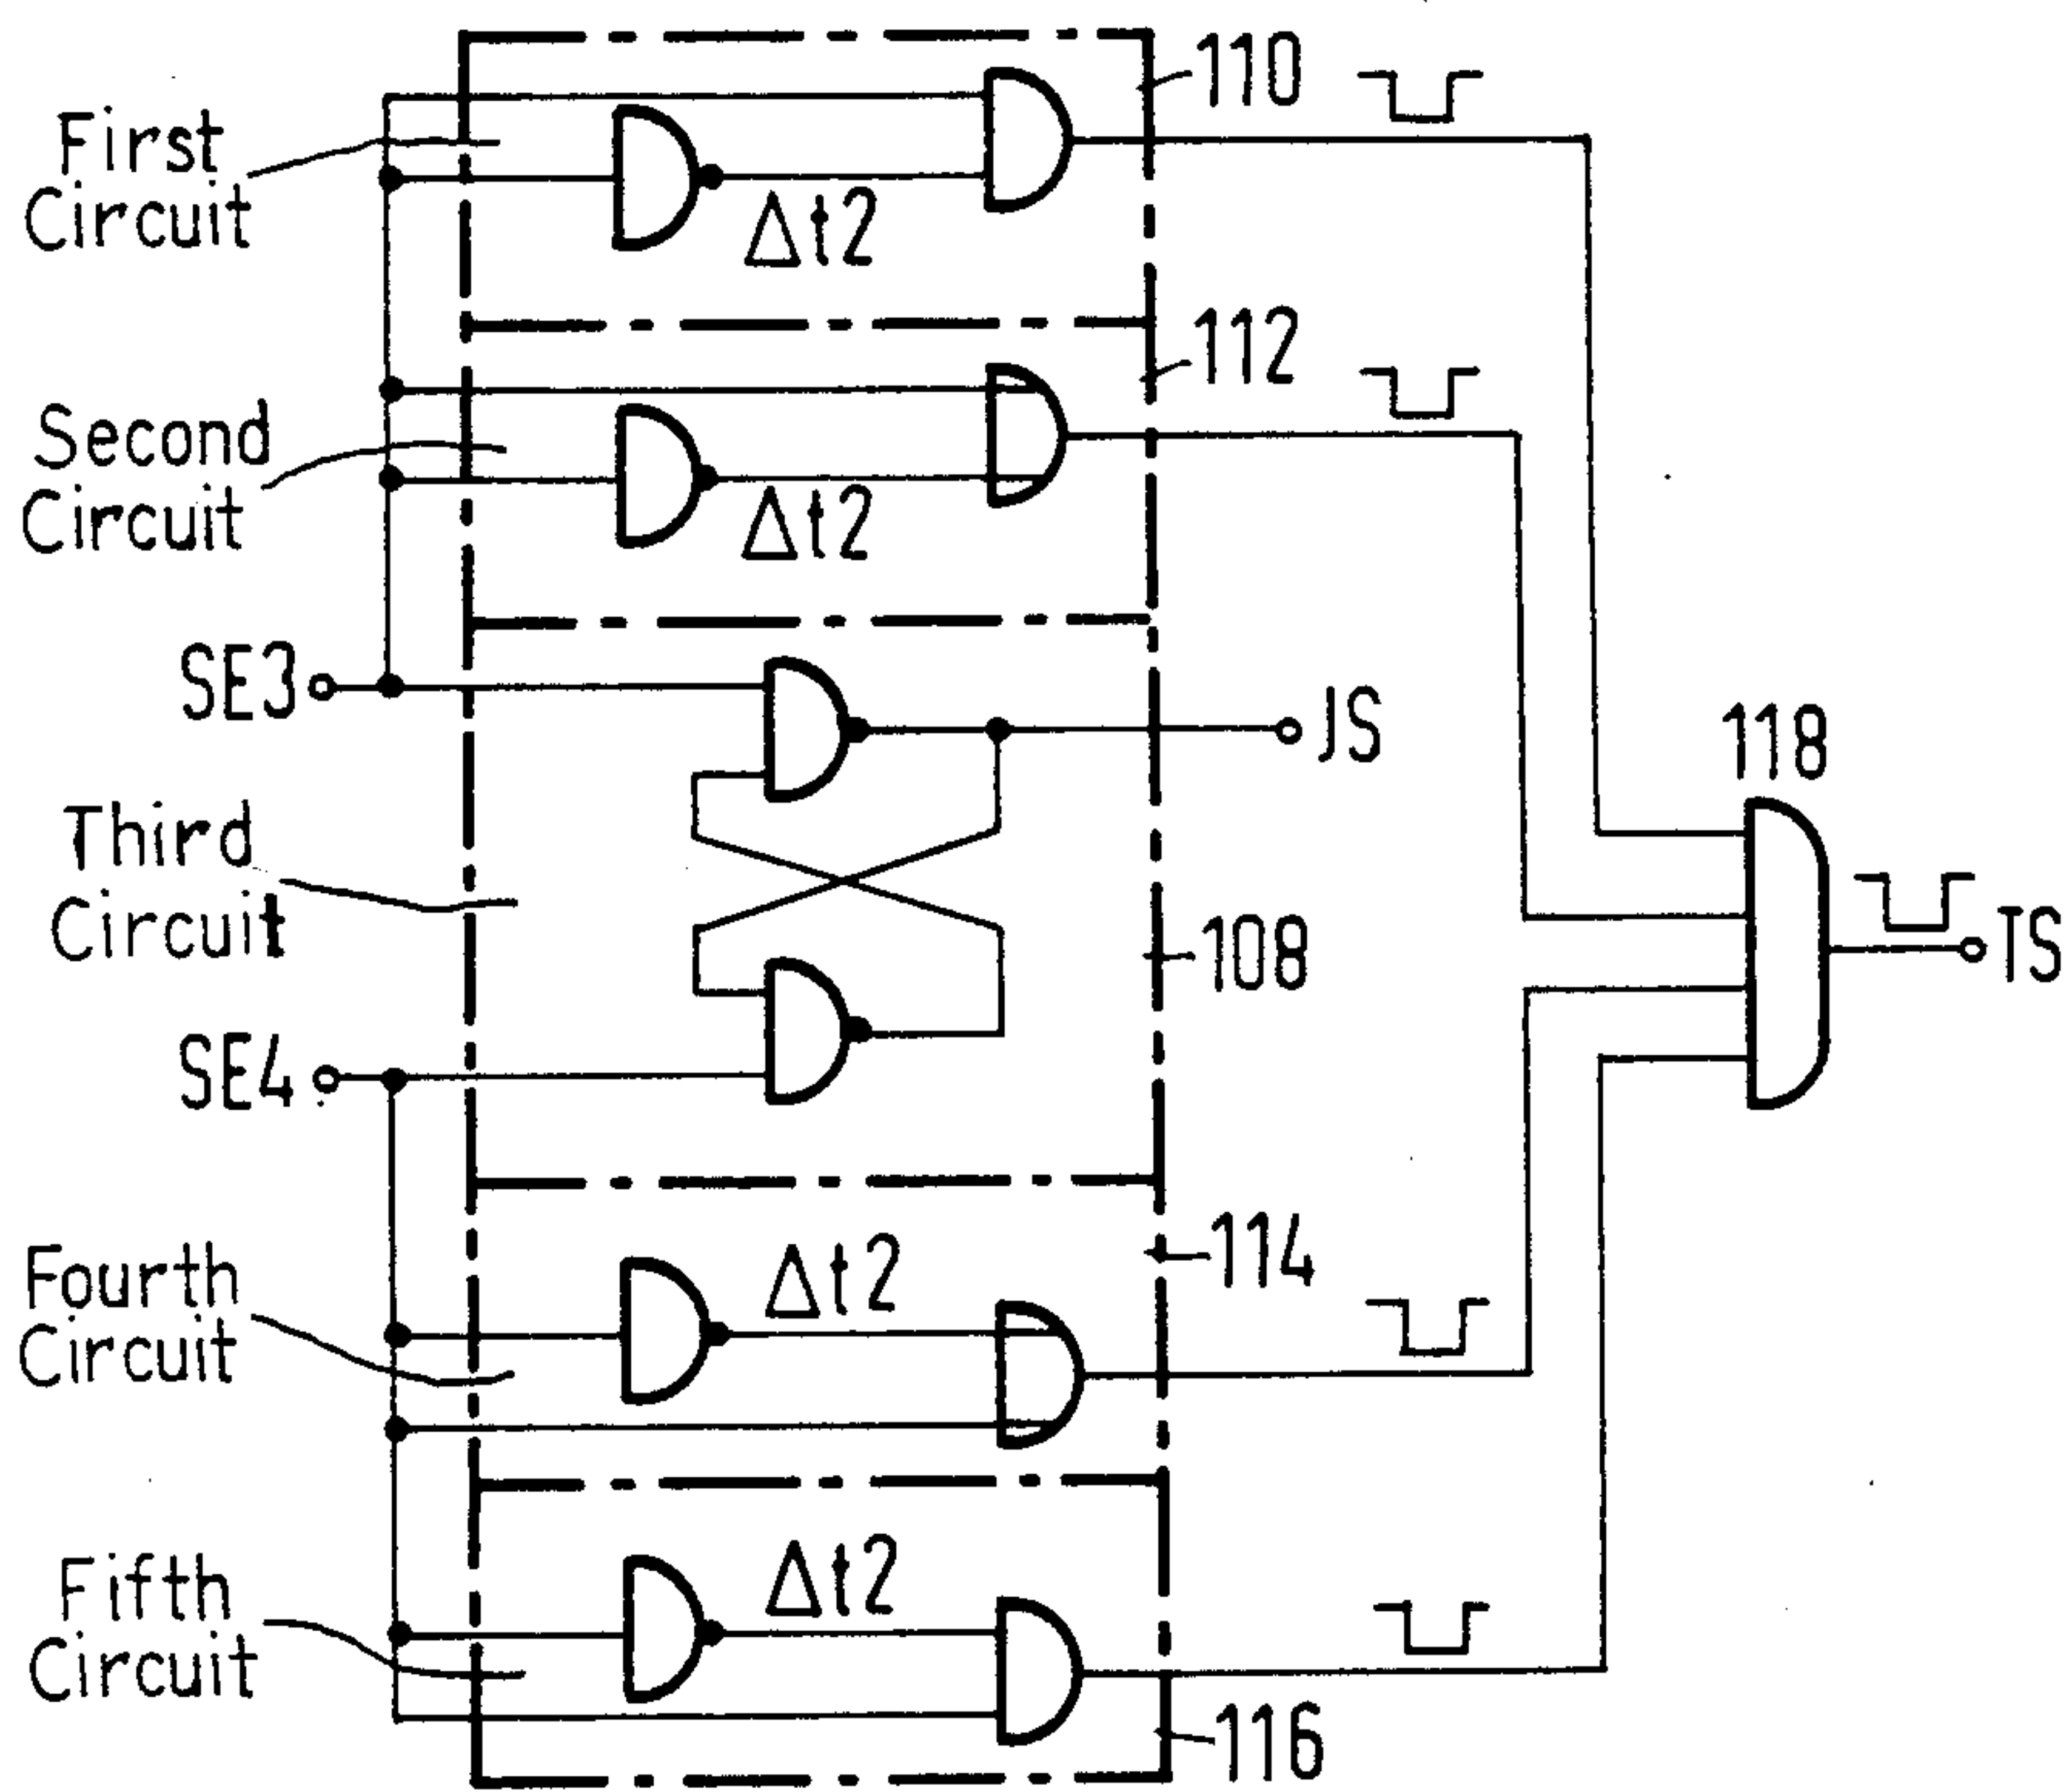 110
First
Circuit
Δt2
112
Second
Circuit
Δt2
SE3
JS
118
Third
Circuit
108
TS
SE4
114
Fourth
Circuit
Δt2
Fifth
Circuit
Δt2
116